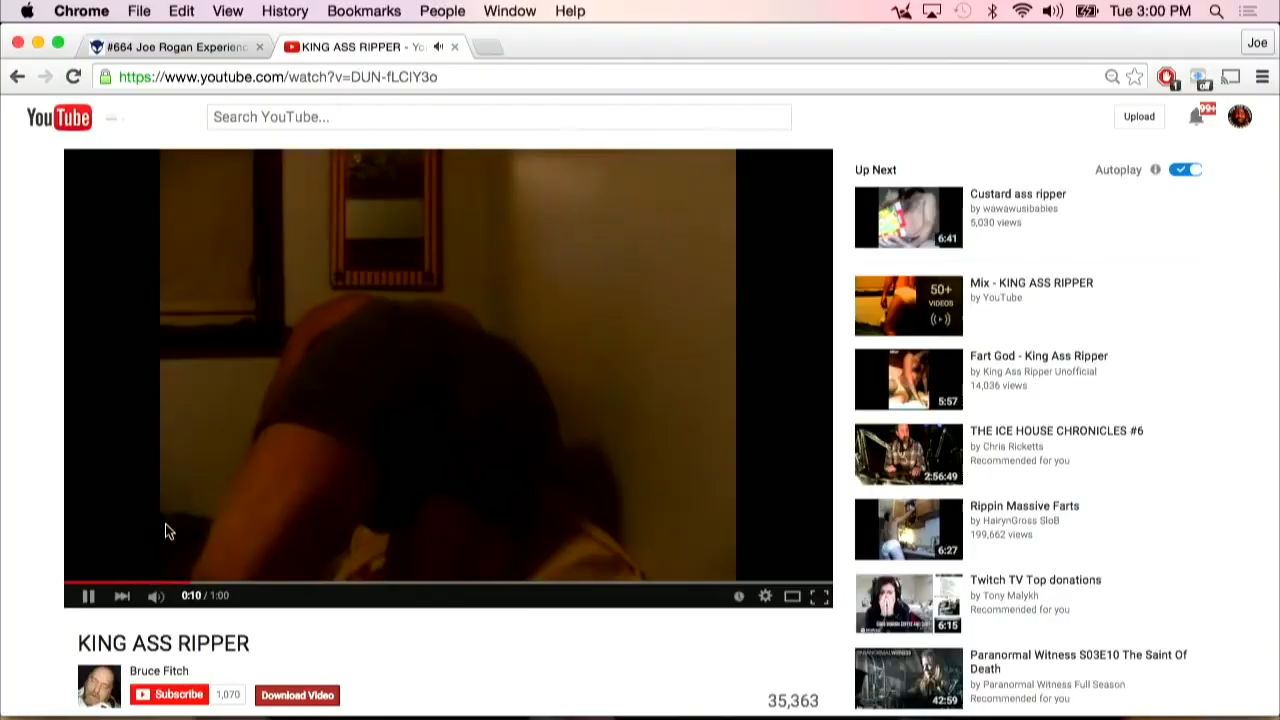 Chrome File Edit View History Bookmarks People Window Help Tue 3:00 PM
#664 Joe Rogan Experienc KING ASS RIPPER - Yo Joe
https://www.youtube.com/watch?v=DUN-fLClY3o
1 off
YouTube Search YouTube... Upload 99+
Up Next Autoplay
Custard ass ripper
by wawawusibabies
5,030 views
6:41
Mix - KING ASS RIPPER
by YouTube
50+
VIDEOS
Fart God - King Ass Ripper
by King Ass Ripper Unofficial
14,036 views
5:57
THE ICE HOUSE CHRONICLES #6
by Chris Ricketts
Recommended for you
2:56:49
Rippin Massive Farts
by HairynGross SloB
199,662 views
6:27
Twitch TV Top donations
by Tony Malykh
Recommended for you
6:15
Paranormal Witness S03E10 The Saint Of
Death
by Paranormal Witness Full Season
Recommended for you
42:59
0:10 / 1:00
KING ASS RIPPER
Bruce Fitch
Subscribe 1,070 Download Video
35,363